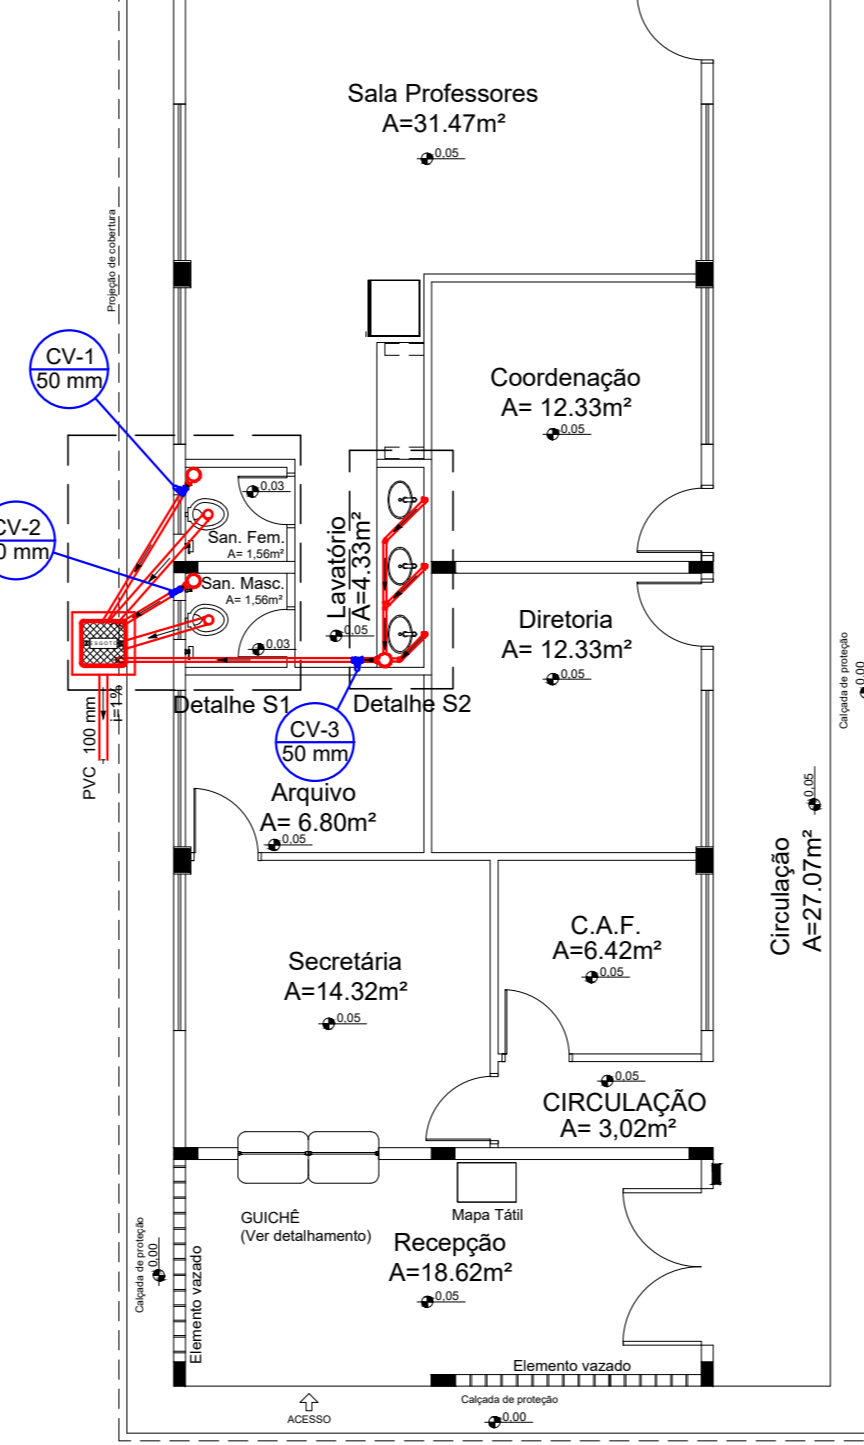 Sala Professores
A=31.47m²
0,05
Projeção de cobertura
CV-1
50 mm
Coordenação
A= 12.33m²
0,05
CV-2
0 mm
0,03
San. Fem.
A= 1,56m²
San. Masc.
A= 1,56m²
0,03
Lavatório
A=4.33m²
0,05
Diretoria
A= 12.33m²
0,05
ESGOTO
Calçada de proteção
0,00
Detalhe S1
Detalhe S2
PVC 100 mm
i=1%
CV-3
50 mm
Arquivo
A= 6.80m²
0,05
Circulação
A=27.07m²
0,05
C.A.F.
A=6.42m²
0,05
Secretária
A=14.32m²
0,05
0,05
CIRCULAÇÃO
A= 3,02m²
GUICHÊ
(Ver detalhamento)
Mapa Tátil
Recepção
A=18.62m²
0,05
Calçada de proteção
0,00
Elemento vazado
Elemento vazado
ACESSO
Calçada de proteção
0,00